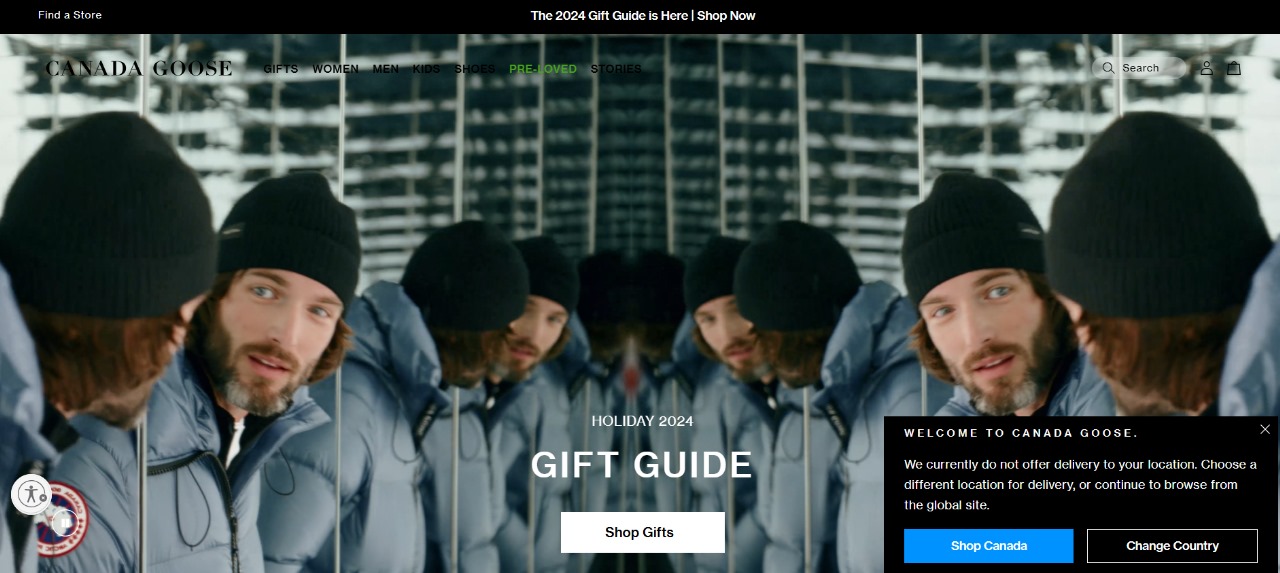 Find a Store
The 2024 Gift Guide is Here | Shop Now
CANADA GOOSE
GIFTS WOMEN MEN KIDS SHOES PRE-LOVED STORIES
Search
HOLIDAY 2024
GIFT GUIDE
Shop Gifts
WELCOME TO CANADA GOOSE.
We currently do not offer delivery to your location. Choose a
different location for delivery, or continue to browse from
the global site.
Shop Canada
Change Country